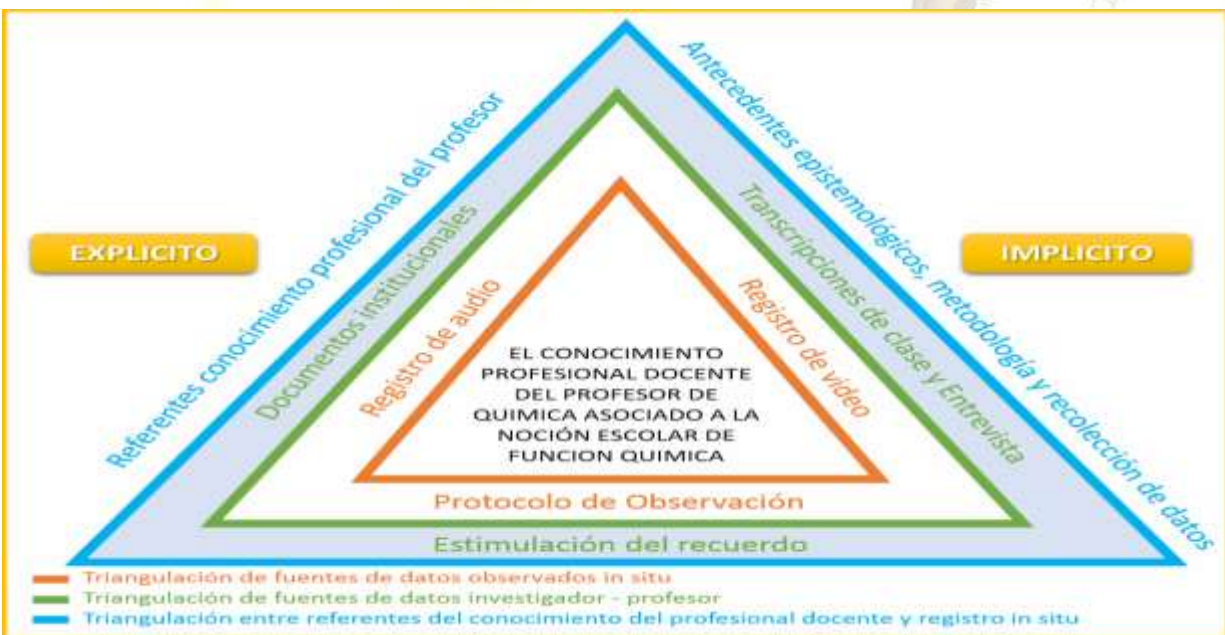 Referentes conocimiento profesional del profesor
Antecedentes epistemológicos, metodología y recolección de datos
EXPLICITO
IMPLICITO
Documentos institucionales
Transcripciones de clase y Entrevista
Registro de audio
Registro de video
EL CONOCIMIENTO
PROFESIONAL DOCENTE
DEL PROFESOR DE
QUIMICA ASOCIADO A LA
NOCIÓN ESCOLAR DE
FUNCION QUIMICA
Protocolo de Observación
Estimulación del recuerdo
Triangulación de fuentes de datos observados in situ
Triangulación de fuentes de datos investigador - profesor
Triangulación entre referentes del conocimiento del profesional docente y registro in situ